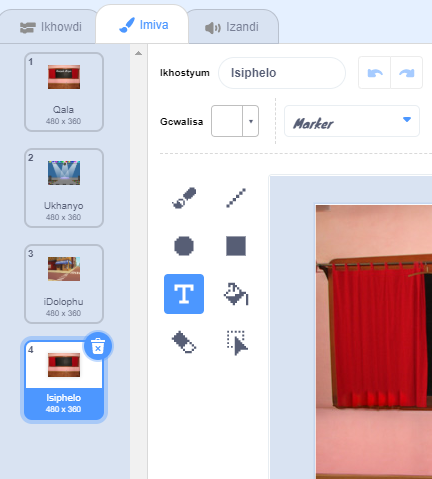 Ikhowdi
Imiva
Izandi
1
Qala
480 x 360
2
Ukhanyo
480 x 360
3
iDolophu
480 x 360
4
Isiphelo
480 x 360
Ikhostyum
Isiphelo
Gcwalisa
Marker
T